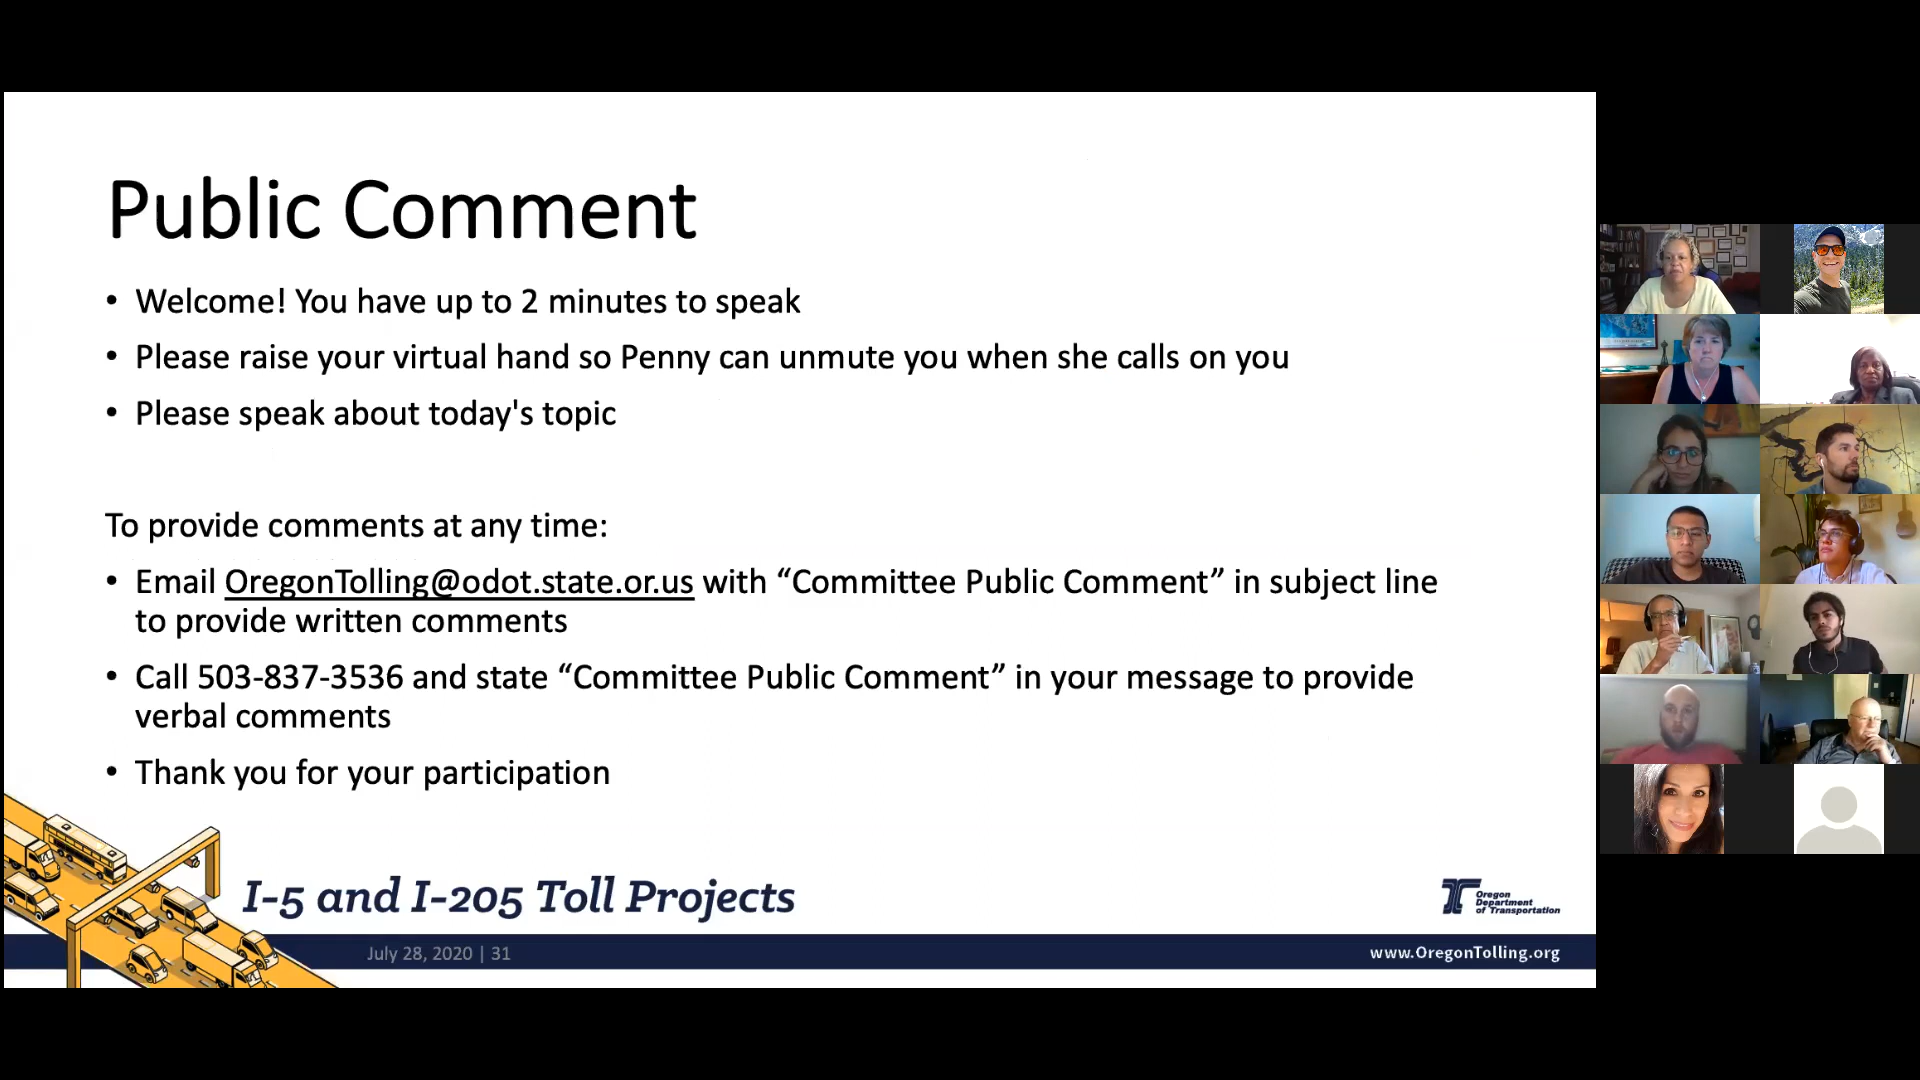 Public Comment
• Welcome! You have up to 2 minutes to speak
• Please raise your virtual hand so Penny can unmute you when she calls on you
• Please speak about today's topic
To provide comments at any time:
• Email OregonTolling@odot.state.or.us with “Committee Public Comment” in subject line
to provide written comments
• Call 503-837-3536 and state “Committee Public Comment” in your message to provide
verbal comments
• Thank you for your participation
I-5 and I-205 Toll Projects
Oregon
Department
of Transportation
July 28, 2020 | 31
www.OregonTolling.org